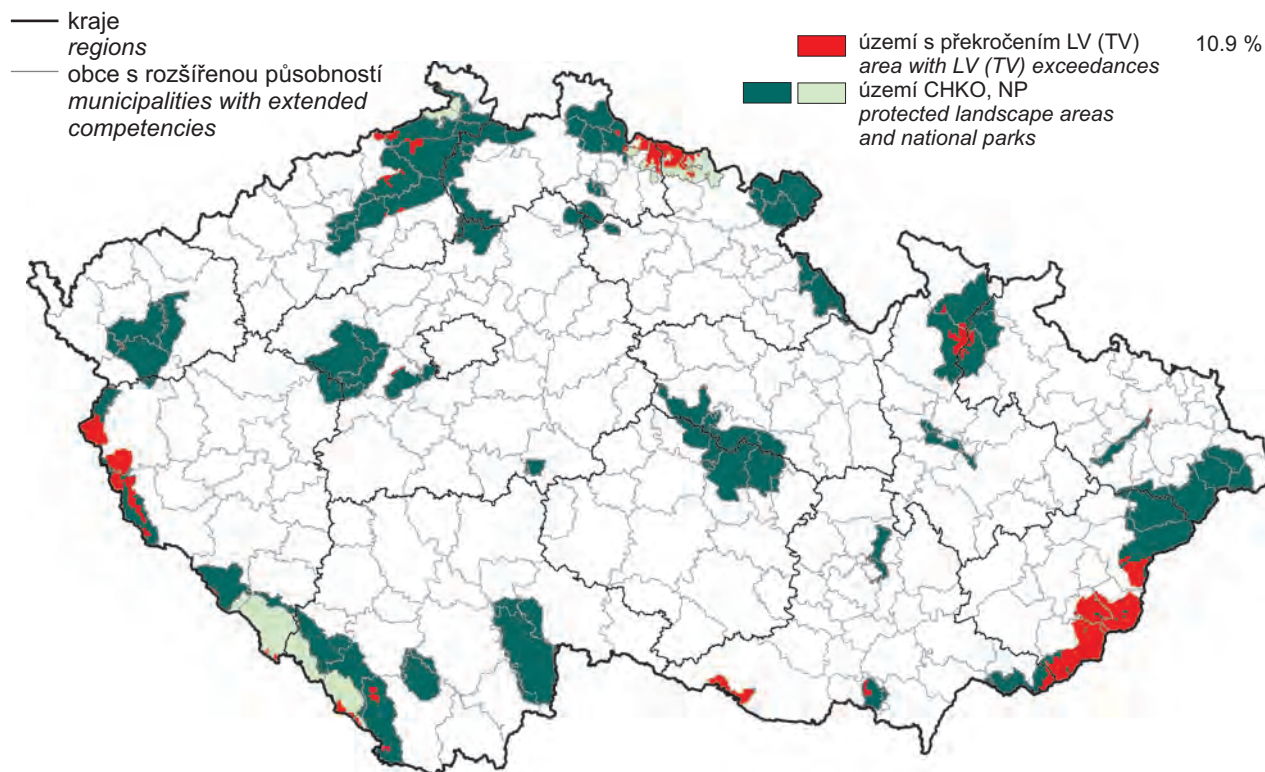 kraje
regions
obce s rozšířenou působností
municipalities with extended
competencies
území s překročením LV (TV) 10.9 %
area with LV (TV) exceedances
území CHKO, NP
protected landscape areas
and national parks